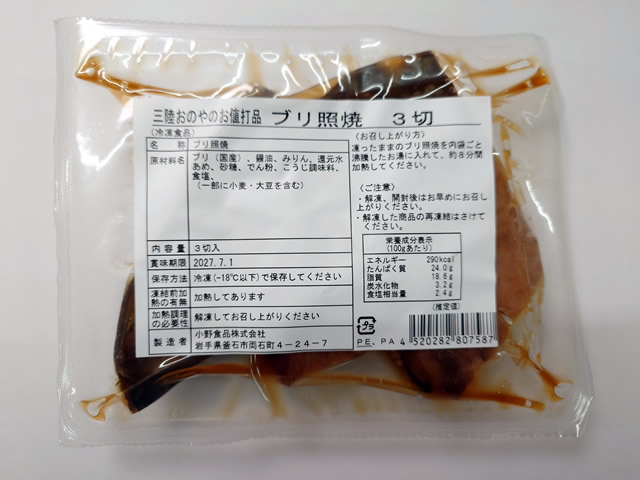 三陸おのやのお値打品 ブリ照焼 3切
(冷凍食品)
名 称 ブリ照焼
原材料名 ブリ(国産)、醤油、みりん、還元水
あめ、砂糖、でん粉、こうじ調味料、
食塩、
(一部に小麦・大豆を含む)
内 容 量 3切入
賞味期限 2027.7.1
保存方法 冷凍(-18℃以下)で保存してください
凍結前加熱の有無 加熱してあります
加熱調理の必要性 解凍してお召し上がりください
製 造 者 小野食品株式会社
岩手県釜石市両石町4-24-7
(お召し上がり方)
凍ったままのブリ照焼を内袋ごと
沸騰したお湯に入れて、約8分間
加熱してください。
(ご注意)
・解凍、開封後はお早めにお召し
上がりください。
・解凍した商品の再凍結はさけて
ください。
栄養成分表示
(100gあたり)
エネルギー 290kcal
たんぱく質 24.0g
脂質 18.6g
炭水化物 3.2g
食塩相当量 2.4g
(推定値)
プラ
PE、PA
4 520282 807587